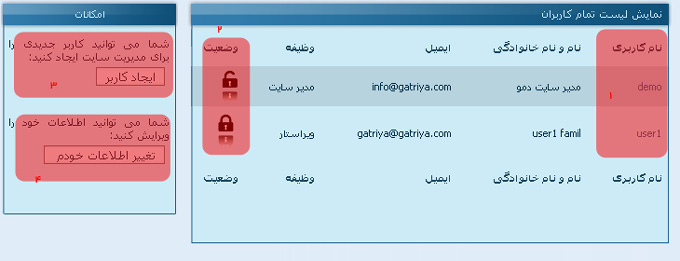 نمایش لیست تمام کاربران
نام کاربری نام و نام خانوادگی ایمیل وظیفه وضعیت
demo مدیر سایت دمو info@gatriya.com مدیر سایت
user1 user1 famil gatriya@gatriya.com ویراستار
نام کاربری نام و نام خانوادگی ایمیل وظیفه وضعیت
۱
۲
امکانات
شما می توانید کاربر جدیدی را
برای مدیریت سایت ایجاد کنید:
ایجاد کاربر
۳
شما می توانید اطلاعات خود را
ویرایش کنید:
تغییر اطلاعات خودم
۴